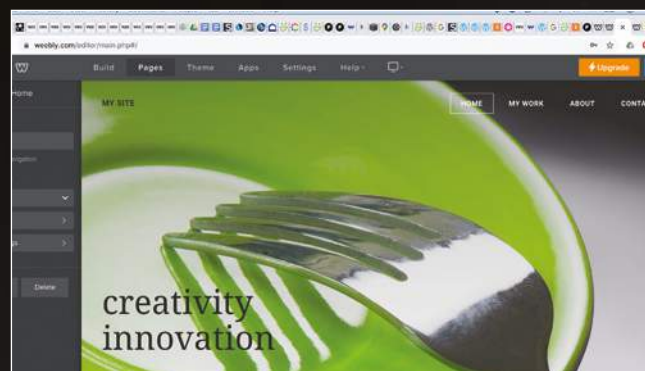 weebly.com/editor/main.php#/
Build Pages Theme Apps Settings Help
Upgrade
Home
MY SITE
HOME MY WORK ABOUT CONTA
Delete
creativity
innovation